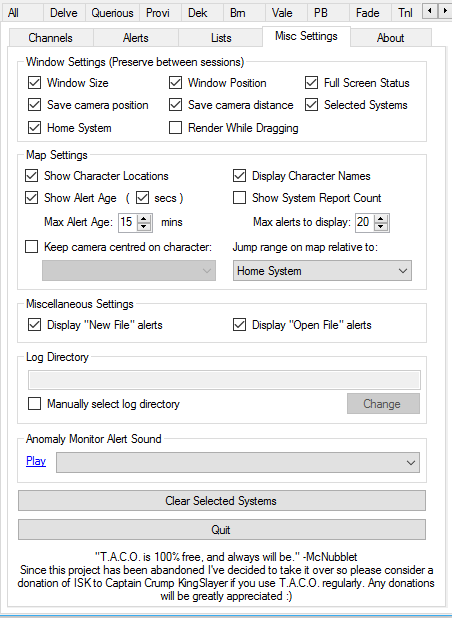 All Delve Querious Provi Dek Brn Vale PB Fade Tnl
Channels Alerts Lists Misc Settings About
Window Settings (Preserve between sessions)
Window Size Window Position Full Screen Status
Save camera position Save camera distance Selected Systems
Home System Render While Dragging
Map Settings
Show Character Locations Display Character Names
Show Alert Age ( secs ) Show System Report Count
Max Alert Age: 15 mins Max alerts to display: 20
Keep camera centred on character: Jump range on map relative to:
Home System
Miscellaneous Settings
Display "New File" alerts Display "Open File" alerts
Log Directory
Manually select log directory Change
Anomaly Monitor Alert Sound
Play
Clear Selected Systems
Quit
"T.A.C.O. is 100% free, and always will be." -McNubblet
Since this project has been abandoned I've decided to take it over so please consider a
donation of ISK to Captain Crump KingSlayer if you use T.A.C.O. regularly. Any donations
will be greatly appreciated :)